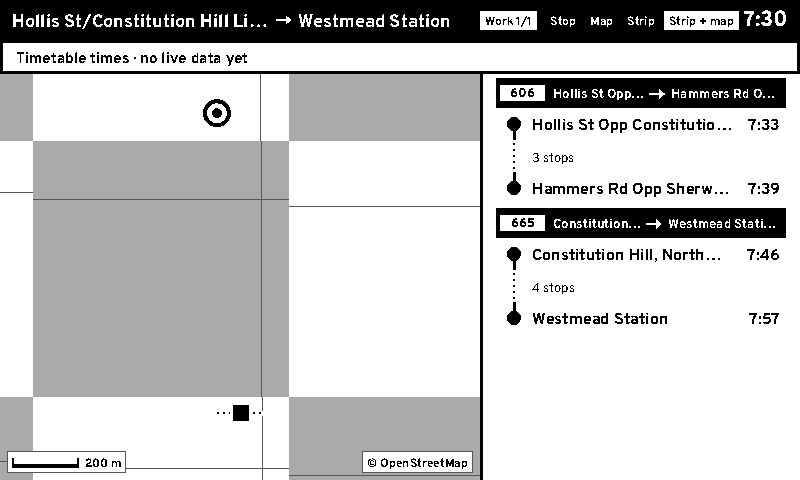 Hollis St/Constitution Hill Li... → Westmead Station
Work 1/1 Stop Map Strip Strip + map 7:30
Timetable times · no live data yet
606 Hollis St Opp... → Hammers Rd O...
Hollis St Opp Constitutio... 7:33
3 stops
Hammers Rd Opp Sherw... 7:39
665 Constitution... → Westmead Stati...
Constitution Hill, North... 7:46
4 stops
Westmead Station 7:57
200 m
© OpenStreetMap